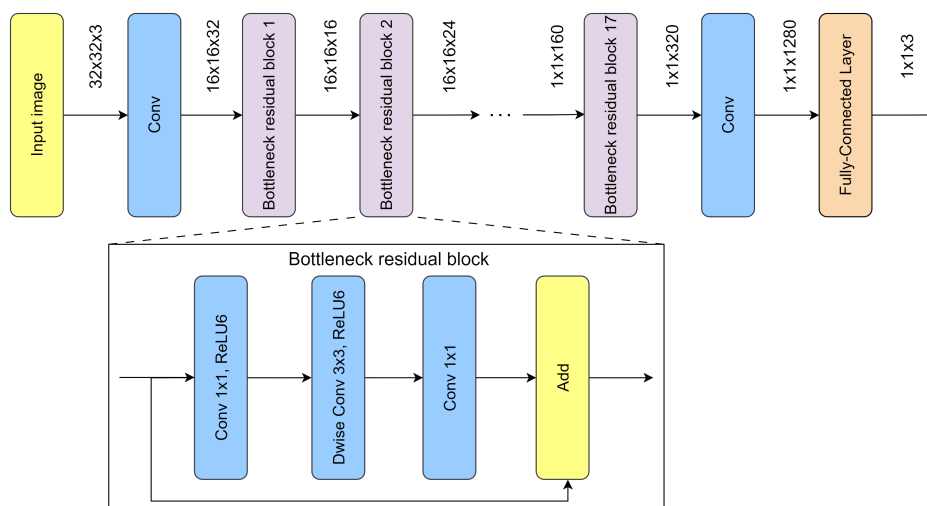 Input image
32x32x3
Conv
16x16x32
Bottleneck residual block 1
16x16x16
Bottleneck residual block 2
16x16x24
...
1x1x160
Bottleneck residual block 17
1x1x320
Conv
1x1x1280
Fully-Connected Layer
1x1x3
Bottleneck residual block
Conv 1x1, ReLU6
Dwise Conv 3x3, ReLU6
Conv 1x1
Add